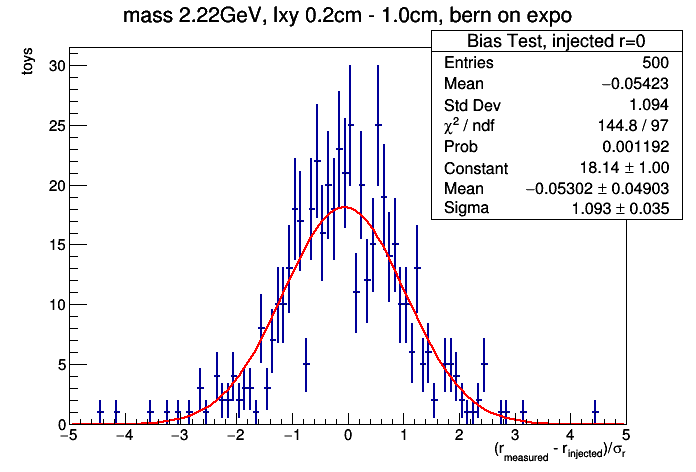 mass 2.22GeV, lxy 0.2cm - 1.0cm, bern on expo
Bias Test, injected r=0
Entries 500
Mean −0.05423
Std Dev 1.094
χ² / ndf 144.8 / 97
Prob 0.001192
Constant 18.14 ± 1.00
Mean −0.05302 ± 0.04903
Sigma 1.093 ± 0.035
toys
30
25
20
15
10
5
0
−5 −4 −3 −2 −1 0 1 2 3 4 5
(r_measured - r_injected)/σ_r